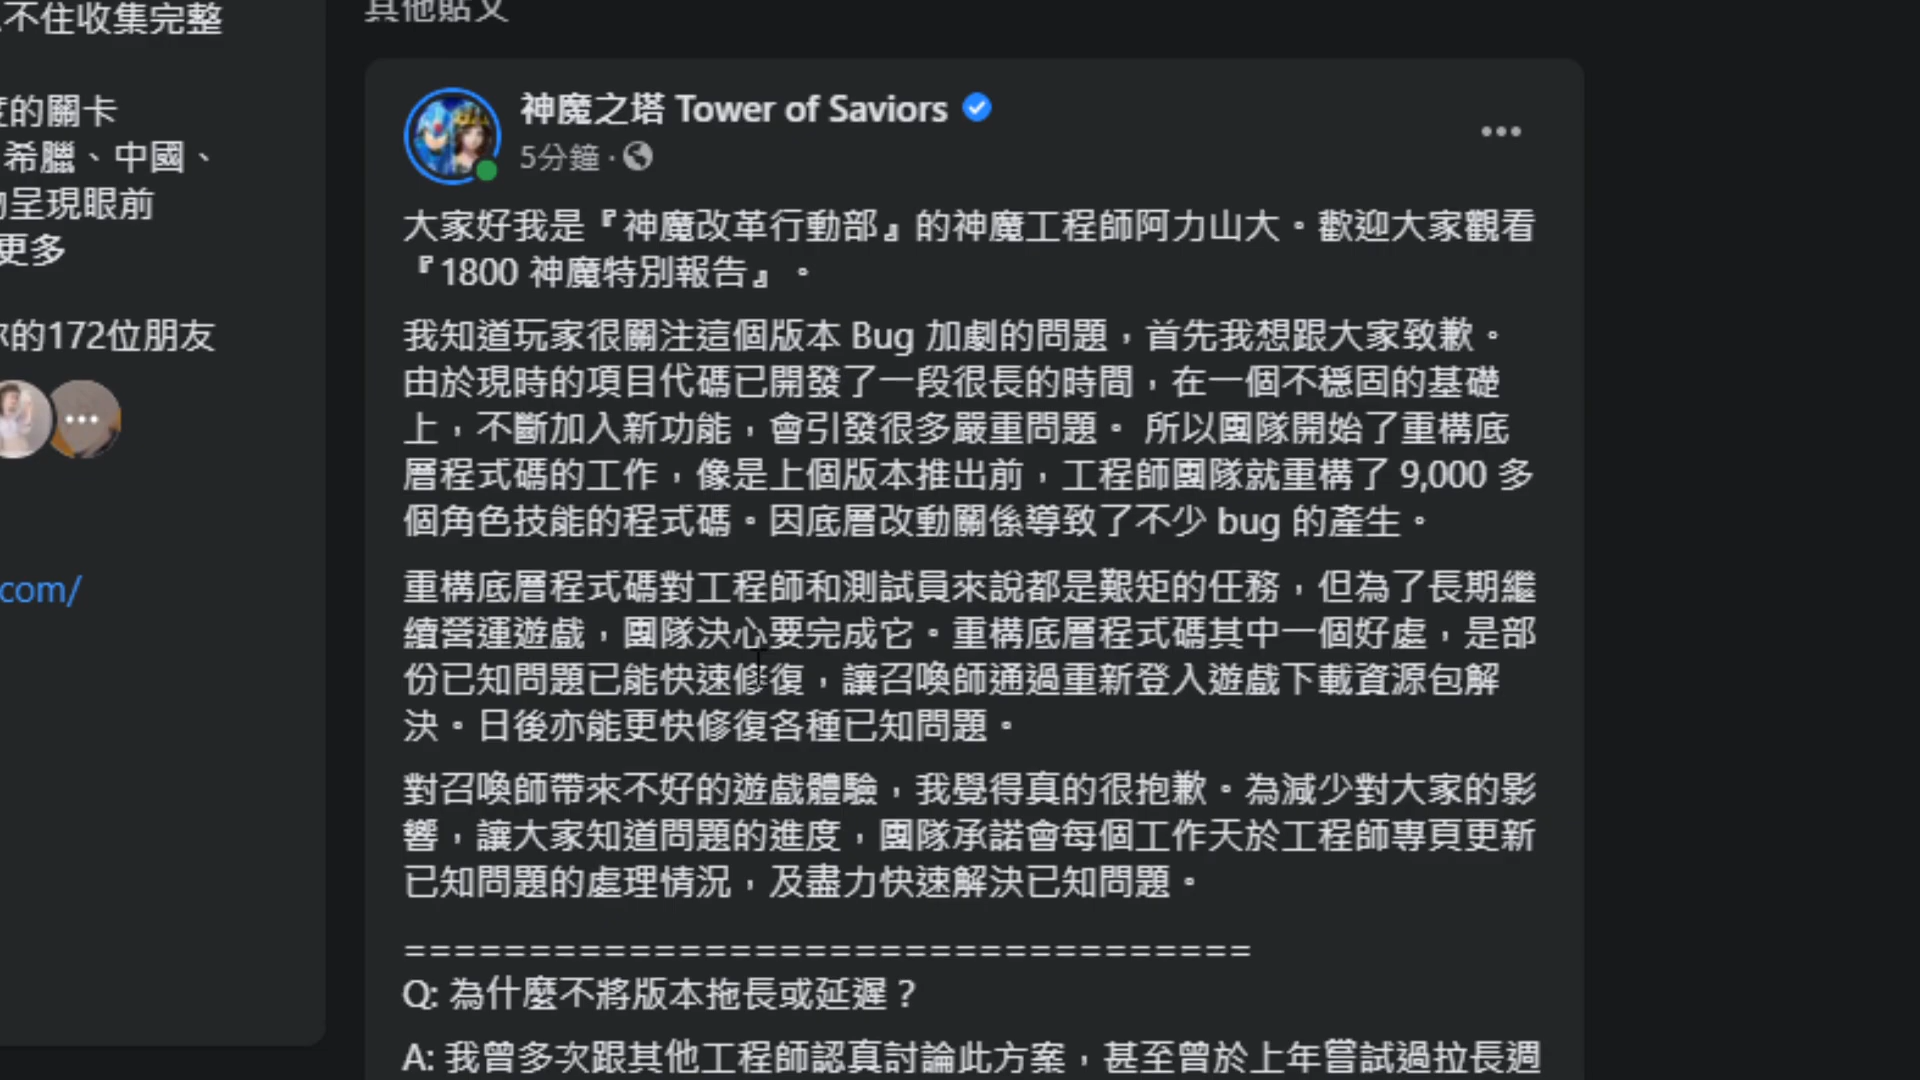 其他貼文
不住收集完整
的關卡
希臘、中國、
呈現眼前
更多
的172位朋友
com/
神魔之塔 Tower of Saviors
5分鐘 ·
大家好我是『神魔改革行動部』的神魔工程師阿力山大。歡迎大家觀看
『1800 神魔特別報告』。
我知道玩家很關注這個版本 Bug 加劇的問題，首先我想跟大家致歉。
由於現時的項目代碼已開發了一段很長的時間，在一個不穩固的基礎
上，不斷加入新功能，會引發很多嚴重問題。 所以團隊開始了重構底
層程式碼的工作，像是上個版本推出前，工程師團隊就重構了 9,000 多
個角色技能的程式碼。因底層改動關係導致了不少 bug 的產生。
重構底層程式碼對工程師和測試員來說都是艱矩的任務，但為了長期繼
續營運遊戲，團隊決心要完成它。重構底層程式碼其中一個好處，是部
份已知問題已能快速修復，讓召喚師通過重新登入遊戲下載資源包解
決。日後亦能更快修復各種已知問題。
對召喚師帶來不好的遊戲體驗，我覺得真的很抱歉。為減少對大家的影
響，讓大家知道問題的進度，團隊承諾會每個工作天於工程師專頁更新
已知問題的處理情況，及盡力快速解決已知問題。
==================================
Q: 為什麼不將版本拖長或延遲？
A: 我曾多次跟其他工程師認真討論此方案，甚至曾於上年嘗試過拉長週